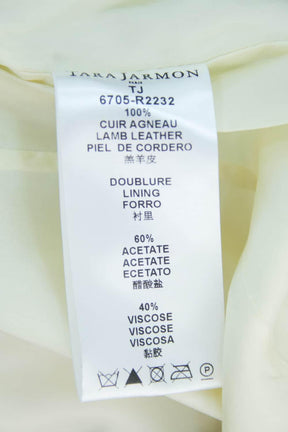 TARA JARMON
PARIS
TJ
6705-R2232
100%
CUIR AGNEAU
LAMB LEATHER
PIEL DE CORDERO
羔羊皮
DOUBLURE
LINING
FORRO
衬里
60%
ACETATE
ACETATE
ECETATO
醋酸盐
40%
VISCOSE
VISCOSE
VISCOSA
黏胶
P